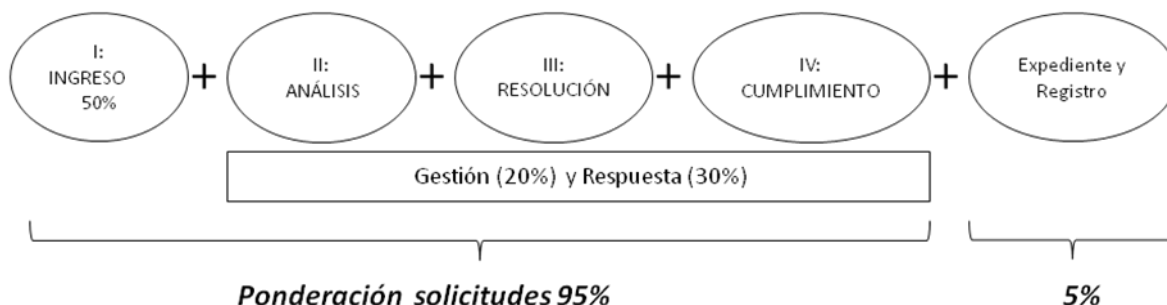 I:
INGRESO
50%
+
II:
ANÁLISIS
+
III:
RESOLUCIÓN
+
IV:
CUMPLIMIENTO
+
Expediente y
Registro
Gestión (20%) y Respuesta (30%)
Ponderación solicitudes 95%
5%